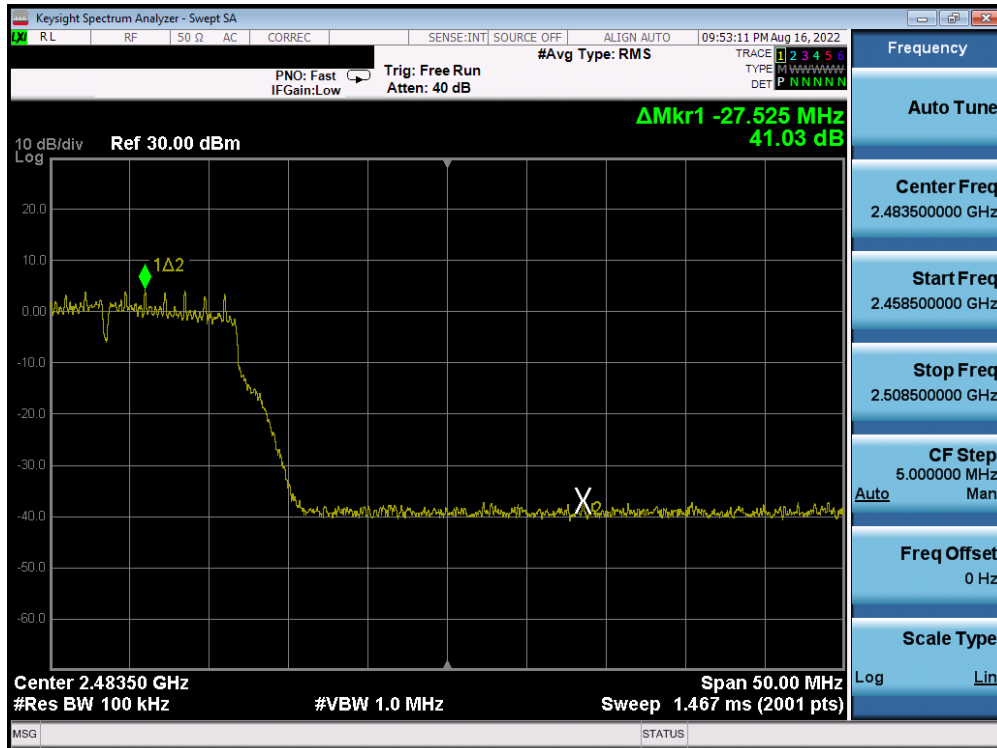 Keysight Spectrum Analyzer - Swept SA
LXI RL RF 50 Ω AC CORREC SENSE:INT SOURCE OFF ALIGN AUTO 09:53:11 PM Aug 16, 2022
#Avg Type: RMS TRACE 1 2 3 4 5 6
PNO: Fast Trig: Free Run TYPE M WWWWW
IFGain:Low Atten: 40 dB DET P N N N N N
ΔMkr1 -27.525 MHz
41.03 dB
10 dB/div Ref 30.00 dBm
Log
20.0
10.0
1Δ2
0.00
-10.0
-20.0
-30.0
X2
-40.0
-50.0
-60.0
Center 2.48350 GHz Span 50.00 MHz
#Res BW 100 kHz #VBW 1.0 MHz Sweep 1.467 ms (2001 pts)
MSG STATUS
Frequency
Auto Tune
Center Freq
2.483500000 GHz
Start Freq
2.458500000 GHz
Stop Freq
2.508500000 GHz
CF Step
5.000000 MHz
Auto Man
Freq Offset
0 Hz
Scale Type
Log Lin